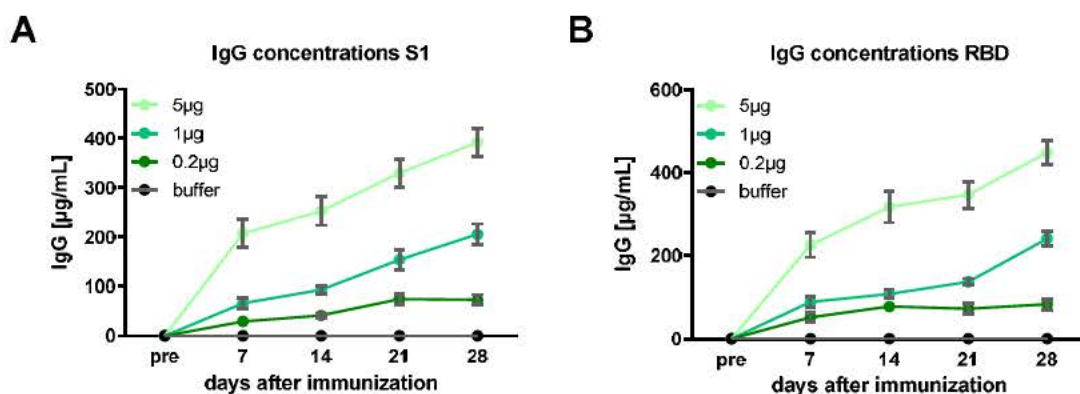 A
IgG concentrations S1
IgG [µg/mL]
500
400
300
200
100
0
5µg
1µg
0.2µg
buffer
pre 7 14 21 28
days after immunization
B
IgG concentrations RBD
IgG [µg/mL]
600
400
200
0
5µg
1µg
0.2µg
buffer
pre 7 14 21 28
days after immunization